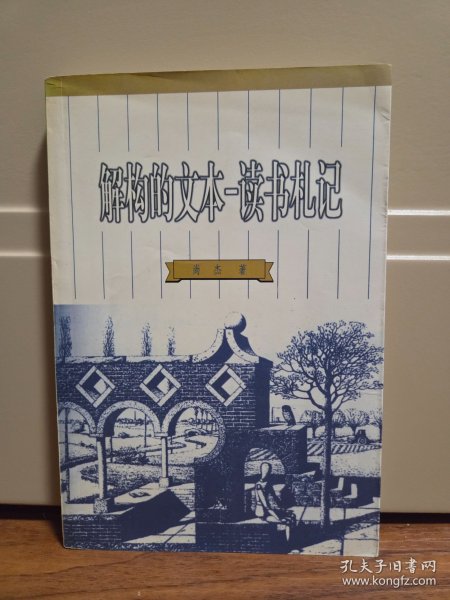 解构的文本-读书札记
尚 杰 著
孔夫子旧书网
www.kongfz.com